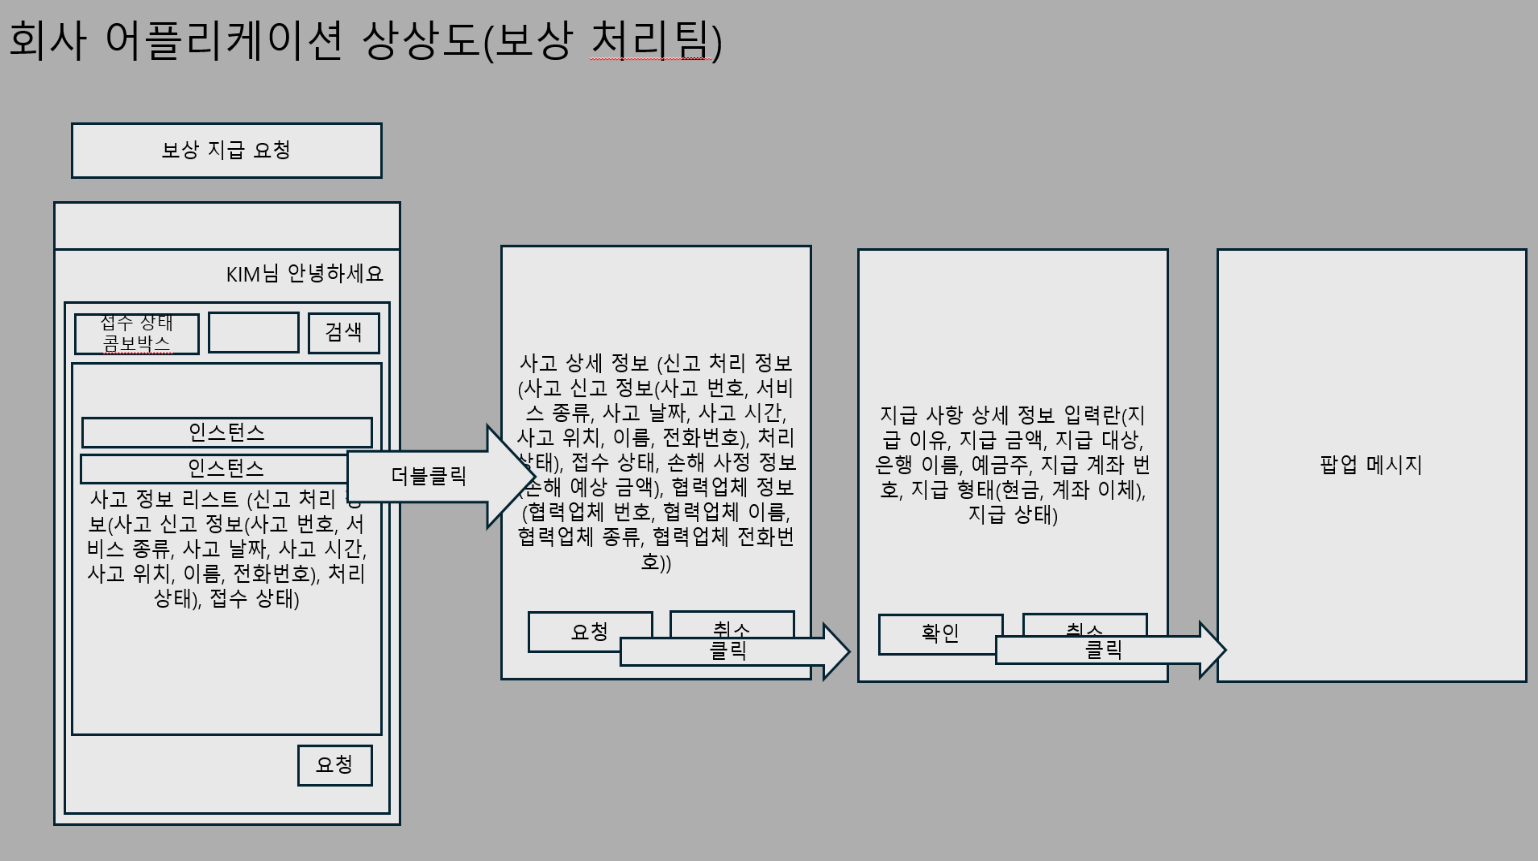 회사 어플리케이션 상상도(보상 처리팀)
보상 지급 요청
KIM님 안녕하세요
접수 상태
콤보박스
검색
인스턴스
인스턴스
사고 정보 리스트 (신고 처리
보(사고 신고 정보(사고 번호, 서
비스 종류, 사고 날짜, 사고 시간,
사고 위치, 이름, 전화번호), 처리
상태), 접수 상태)
요청
더블클릭
사고 상세 정보 (신고 처리 정보
(사고 신고 정보(사고 번호, 서비
스 종류, 사고 날짜, 사고 시간,
사고 위치, 이름, 전화번호), 처리
상태), 접수 상태, 손해 사정 정보
(손해 예상 금액), 협력업체 정보
(협력업체 번호, 협력업체 이름,
협력업체 종류, 협력업체 전화번
호))
요청
취소
클릭
지급 사항 상세 정보 입력란(지
급 이유, 지급 금액, 지급 대상,
은행 이름, 예금주, 지급 계좌 번
호, 지급 형태(현금, 계좌 이체),
지급 상태)
확인
취소
클릭
팝업 메시지